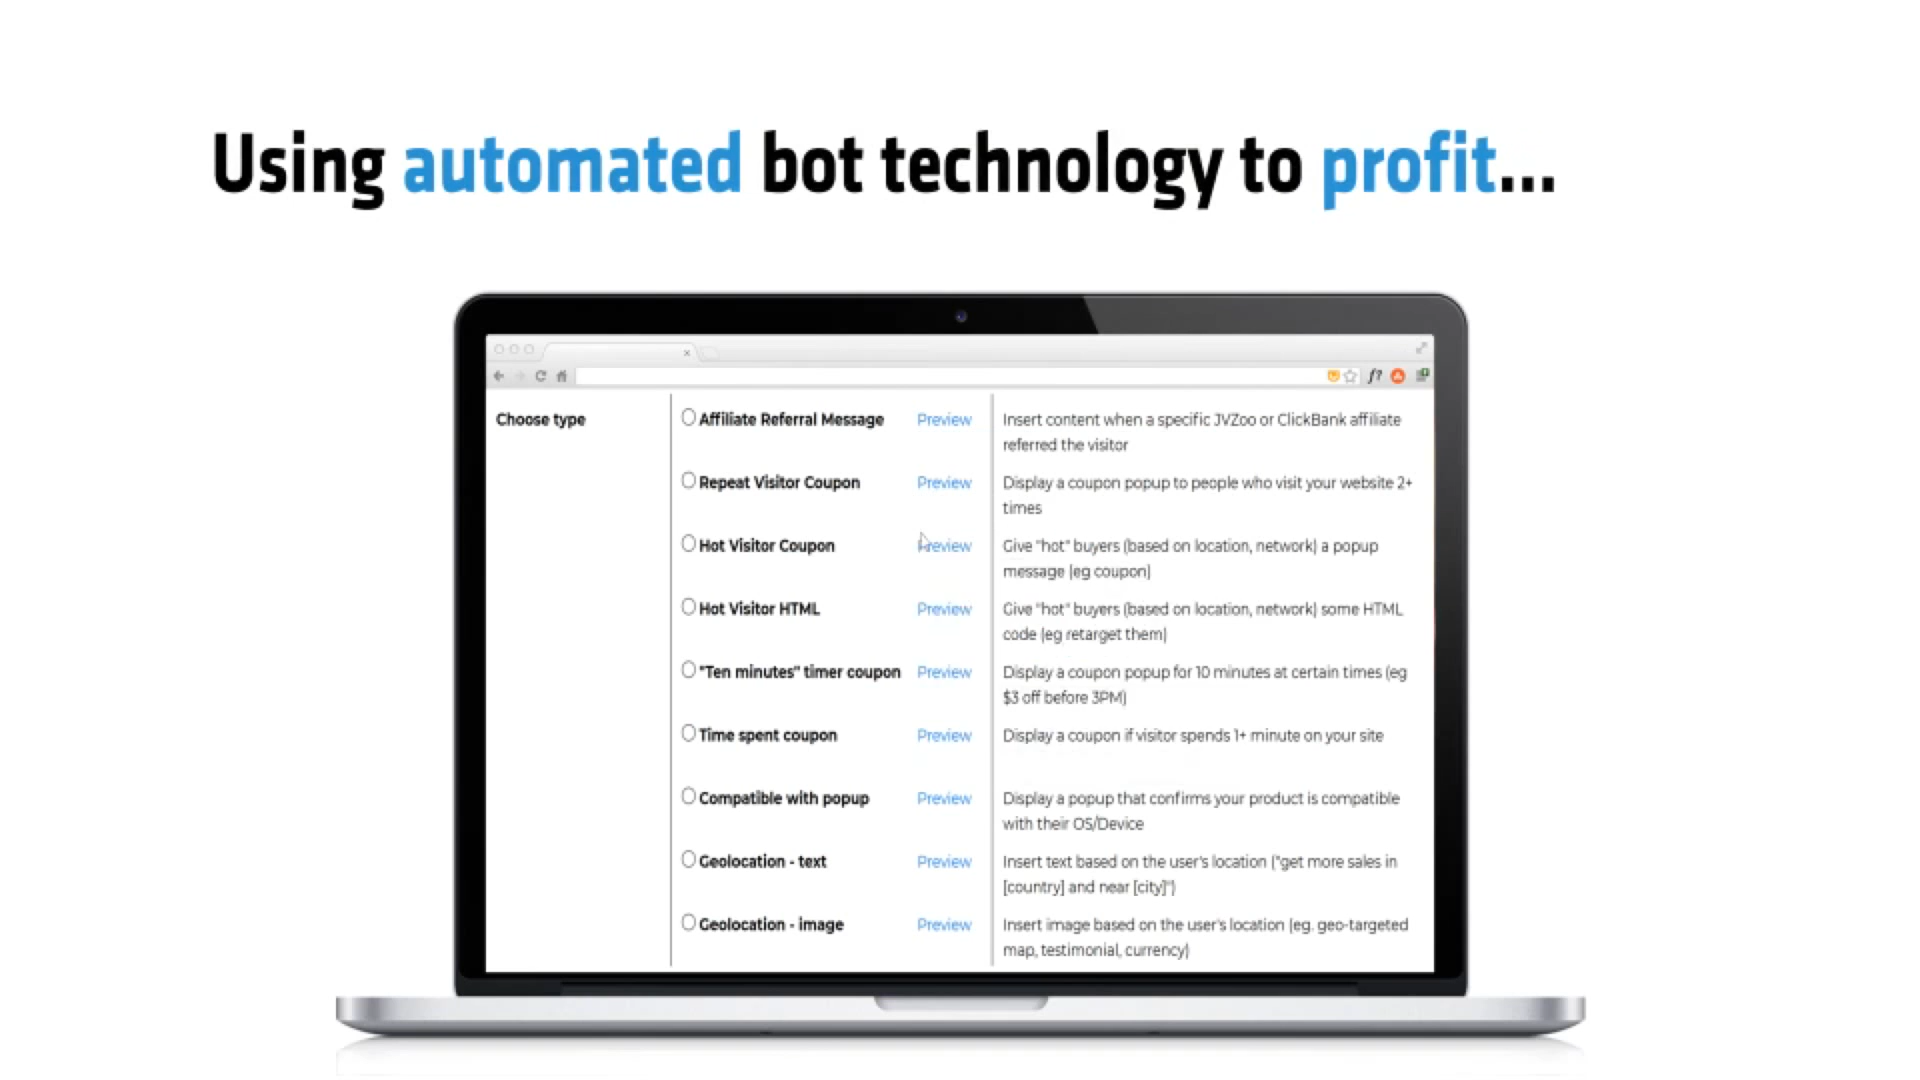 Using automated bot technology to profit...
f?
Choose type
Affiliate Referral Message Preview Insert content when a specific JVZoo or ClickBank affiliate
referred the visitor
Repeat Visitor Coupon Preview Display a coupon popup to people who visit your website 2+
times
Hot Visitor Coupon Preview Give "hot" buyers (based on location, network) a popup
message (eg coupon)
Hot Visitor HTML Preview Give "hot" buyers (based on location, network) some HTML
code (eg retarget them)
"Ten minutes" timer coupon Preview Display a coupon popup for 10 minutes at certain times (eg
$3 off before 3PM)
Time spent coupon Preview Display a coupon if visitor spends 1+ minute on your site
Compatible with popup Preview Display a popup that confirms your product is compatible
with their OS/Device
Geolocation - text Preview Insert text based on the user's location ("get more sales in
[country] and near [city]")
Geolocation - image Preview Insert image based on the user's location (eg. geo-targeted
map, testimonial, currency)